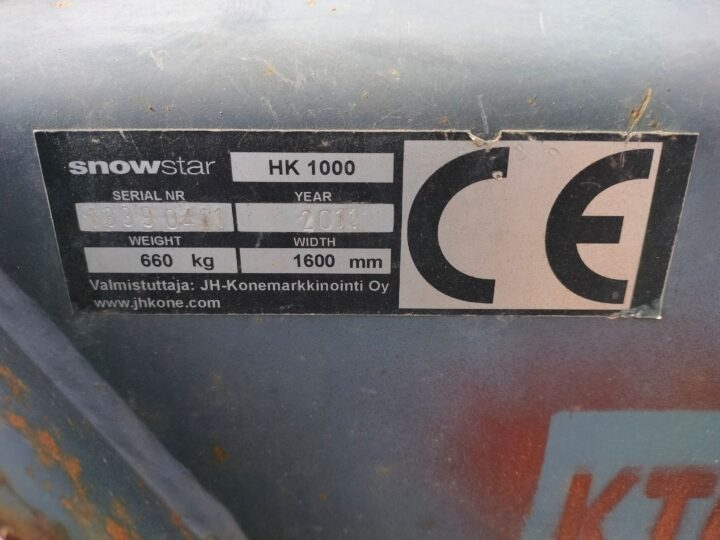 snowstar HK 1000
SERIAL NR YEAR
2011
WEIGHT WIDTH
660 kg 1600 mm
Valmistuttaja: JH-Konemarkkinointi Oy
www.jhkone.com
CE